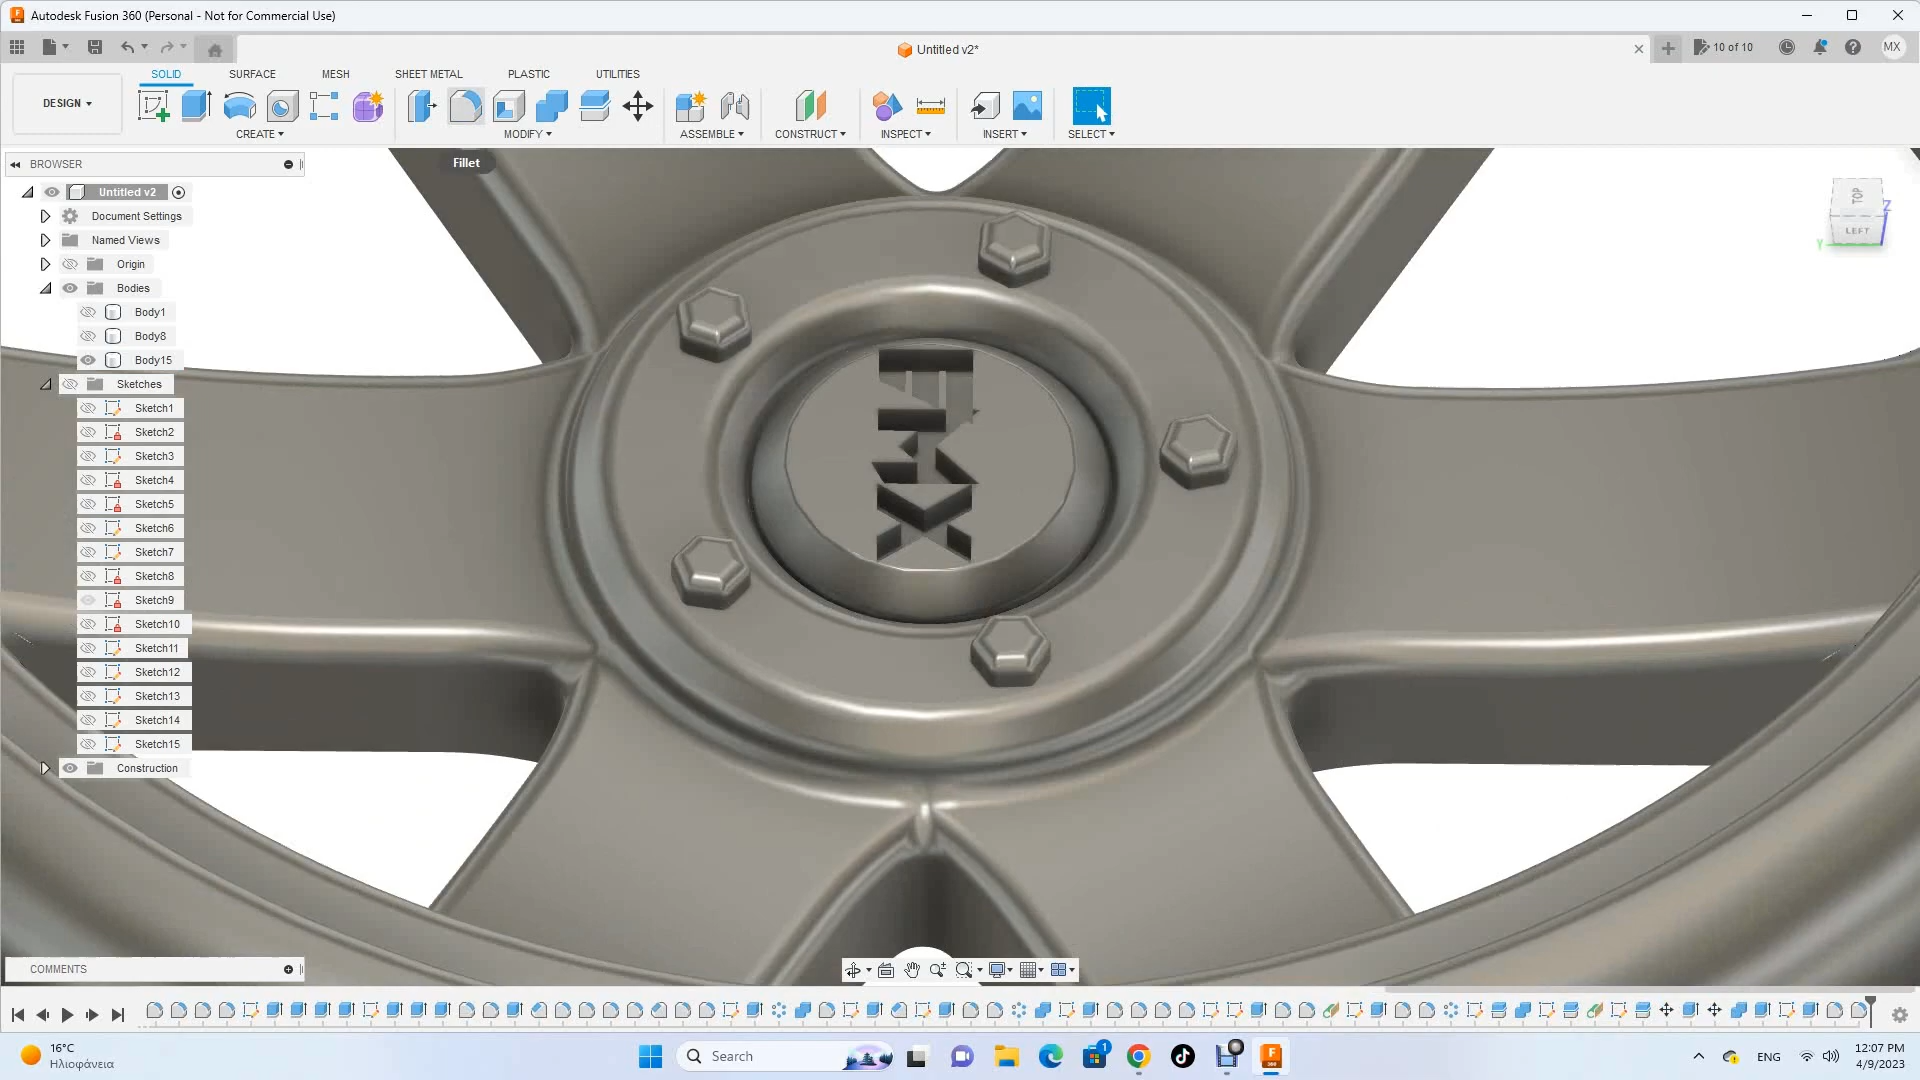 Autodesk Fusion 360 (Personal - Not for Commercial Use)
Untitled v2*
10 of 10
MX
DESIGN
SOLID
SURFACE
MESH
SHEET METAL
PLASTIC
UTILITIES
CREATE
MODIFY
ASSEMBLE
CONSTRUCT
INSPECT
INSERT
SELECT
BROWSER
Fillet
Untitled v2
Document Settings
Named Views
Origin
Bodies
Body1
Body8
Body15
Sketches
Sketch1
Sketch2
Sketch3
Sketch4
Sketch5
Sketch6
Sketch7
Sketch8
Sketch9
Sketch10
Sketch11
Sketch12
Sketch13
Sketch14
Sketch15
Construction
TOP
LEFT
Z
Y
COMMENTS
16°C
Ηλιοφάνεια
Search
1
F
360
ENG
12:07 PM
4/9/2023